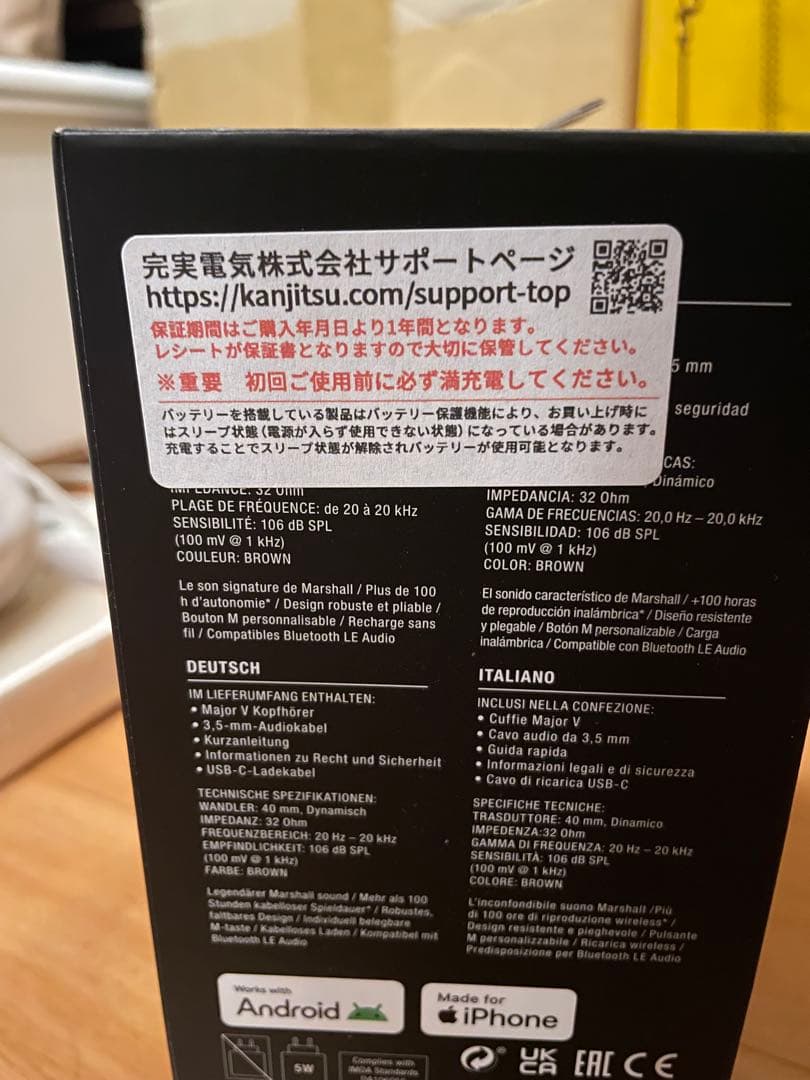 完実電気株式会社サポートページ
https://kanjitsu.com/support-top
保証期間はご購入年月日より1年間となります。
レシートが保証書となりますので大切に保管してください。
※重要 初回ご使用前に必ず満充電してください。
バッテリーを搭載している製品はバッテリー保護機能により、お買い上げ時に
はスリープ状態(電源が入らず使用できない状態)になっている場合があります。
充電することでスリープ状態が解除されバッテリーが使用可能となります。
IMPÉDANCE: 32 Ohm
PLAGE DE FRÉQUENCE: de 20 à 20 kHz
SENSIBILITÉ: 106 dB SPL
(100 mV @ 1 kHz)
COULEUR: BROWN
Le son signature de Marshall / Plus de 100
h d'autonomie* / Design robuste et pliable /
Bouton M personnalisable / Recharge sans
fil / Compatibles Bluetooth LE Audio
5 mm
seguridad
CAS:
Dinámico
IMPEDANCIA: 32 Ohm
GAMA DE FRECUENCIAS: 20,0 Hz – 20,0 kHz
SENSIBILIDAD: 106 dB SPL
(100 mV @ 1 kHz)
COLOR: BROWN
El sonido característico de Marshall / +100 horas
de reproducción inalámbrica* / Diseño resistente
y plegable / Botón M personalizable / Carga
inalámbrica / Compatible con Bluetooth LE Audio
DEUTSCH
IM LIEFERUMFANG ENTHALTEN:
• Major V Kopfhörer
• 3,5-mm-Audiokabel
• Kurzanleitung
• Informationen zu Recht und Sicherheit
• USB-C-Ladekabel
TECHNISCHE SPEZIFIKATIONEN:
WANDLER: 40 mm, Dynamisch
IMPEDANZ: 32 Ohm
FREQUENZBEREICH: 20 Hz – 20 kHz
EMPFINDLICHKEIT: 106 dB SPL
(100 mV @ 1 kHz)
FARBE: BROWN
Legendärer Marshall sound / Mehr als 100
Stunden kabelloser Spieldauer* / Robustes,
faltbares Design / Individuell belegbare
M-taste / Kabelloses Laden / Kompatibel mit
Bluetooth LE Audio
ITALIANO
INCLUSI NELLA CONFEZIONE:
• Cuffie Major V
• Cavo audio da 3,5 mm
• Guida rapida
• Informazioni legali e di sicurezza
• Cavo di ricarica USB-C
SPECIFICHE TECNICHE:
TRASDUTTORE: 40 mm, Dinamico
IMPEDENZA:32 Ohm
GAMMA DI FREQUENZA: 20 Hz – 20 kHz
SENSIBILITÀ: 106 dB SPL
(100 mV @ 1 kHz)
COLORE: BROWN
L'inconfondibile suono Marshall /Più
di 100 ore di riproduzione wireless* /
Design resistente e pieghevole / Pulsante
M personalizzabile / Ricarica wireless /
Predisposizione per Bluetooth LE Audio
Works with
Android
Made for
iPhone
5W
Complies with
IMDA Standards
UK
CA
EAC
CE